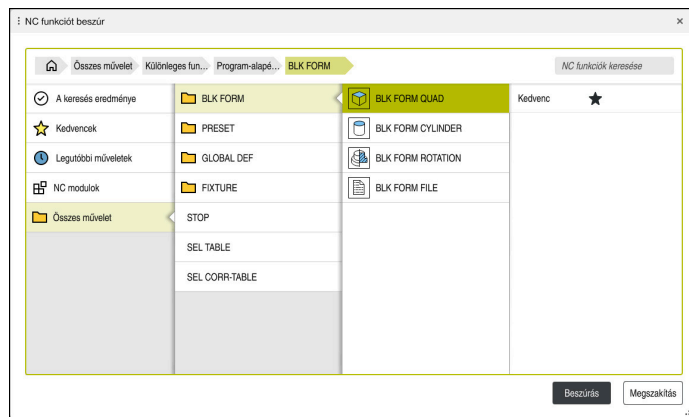 NC funkciót beszúr
Összes művelet Különleges fun... Program-alapé... BLK FORM
NC funkciók keresése
A keresés eredménye
Kedvencek
Legutóbbi műveletek
NC modulok
Összes művelet
BLK FORM
PRESET
GLOBAL DEF
FIXTURE
STOP
SEL TABLE
SEL CORR-TABLE
BLK FORM QUAD
BLK FORM CYLINDER
BLK FORM ROTATION
BLK FORM FILE
Kedvenc
Beszúrás
Megszakítás